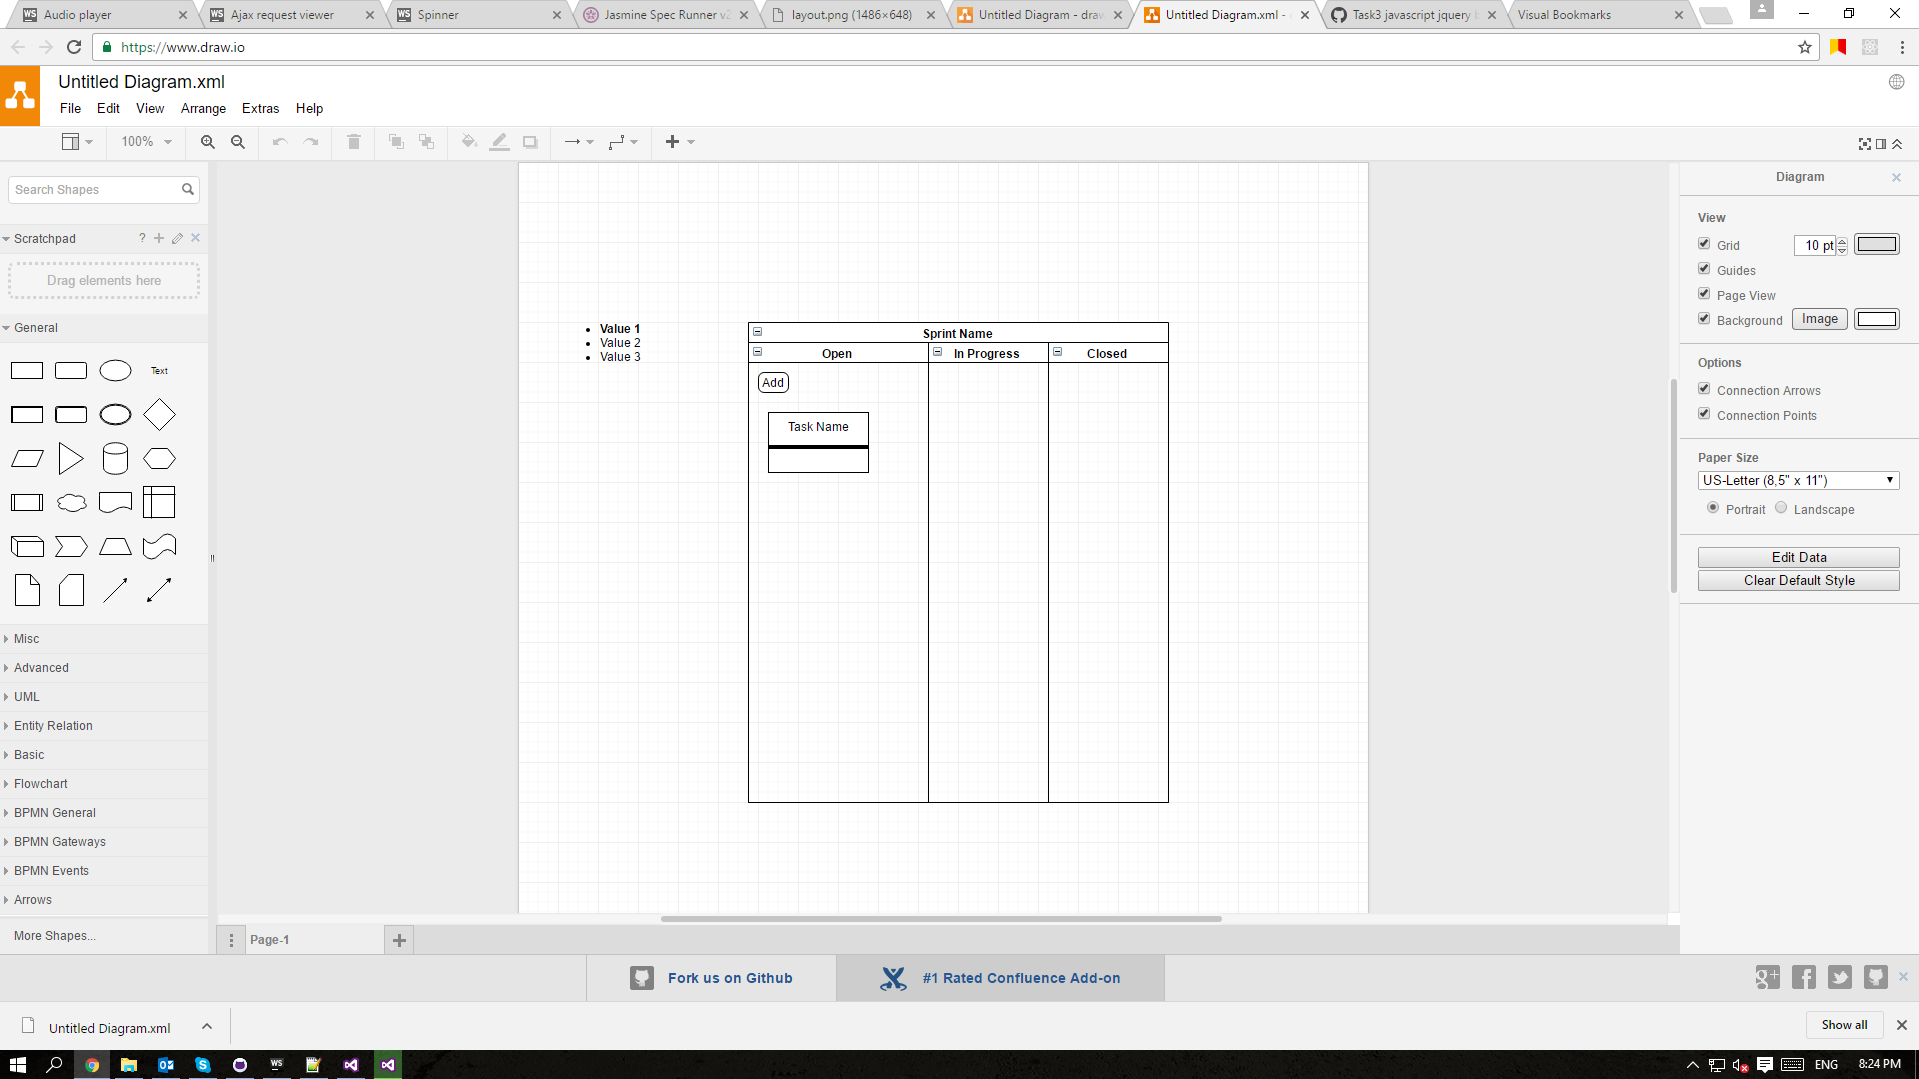 Audio player
Ajax request viewer
Spinner
Jasmine Spec Runner v2
layout.png (1486×648)
Untitled Diagram - draw
Untitled Diagram.xml -
Task3 javascript jquery
Visual Bookmarks
https://www.draw.io
Untitled Diagram.xml
File Edit View Arrange Extras Help
100%
Search Shapes
Scratchpad
?
Drag elements here
General
Text
Misc
Advanced
UML
Entity Relation
Basic
Flowchart
BPMN General
BPMN Gateways
BPMN Events
Arrows
More Shapes...
Value 1
Value 2
Value 3
Sprint Name
Open
In Progress
Closed
Add
Task Name
Diagram
View
Grid
10 pt
Guides
Page View
Background
Image
Options
Connection Arrows
Connection Points
Paper Size
US-Letter (8,5" x 11")
Portrait
Landscape
Edit Data
Clear Default Style
Page-1
Fork us on Github
#1 Rated Confluence Add-on
Untitled Diagram.xml
Show all
ENG
8:24 PM